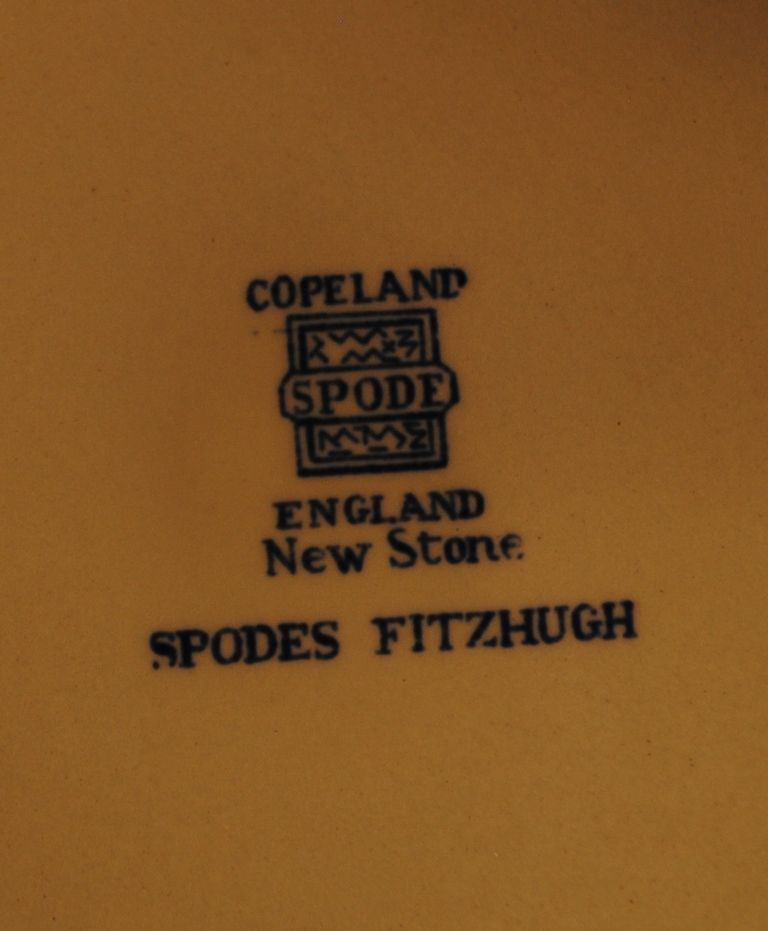 COPELAND
SPODE
ENGLAND
New Stone
SPODES FITZHUGH